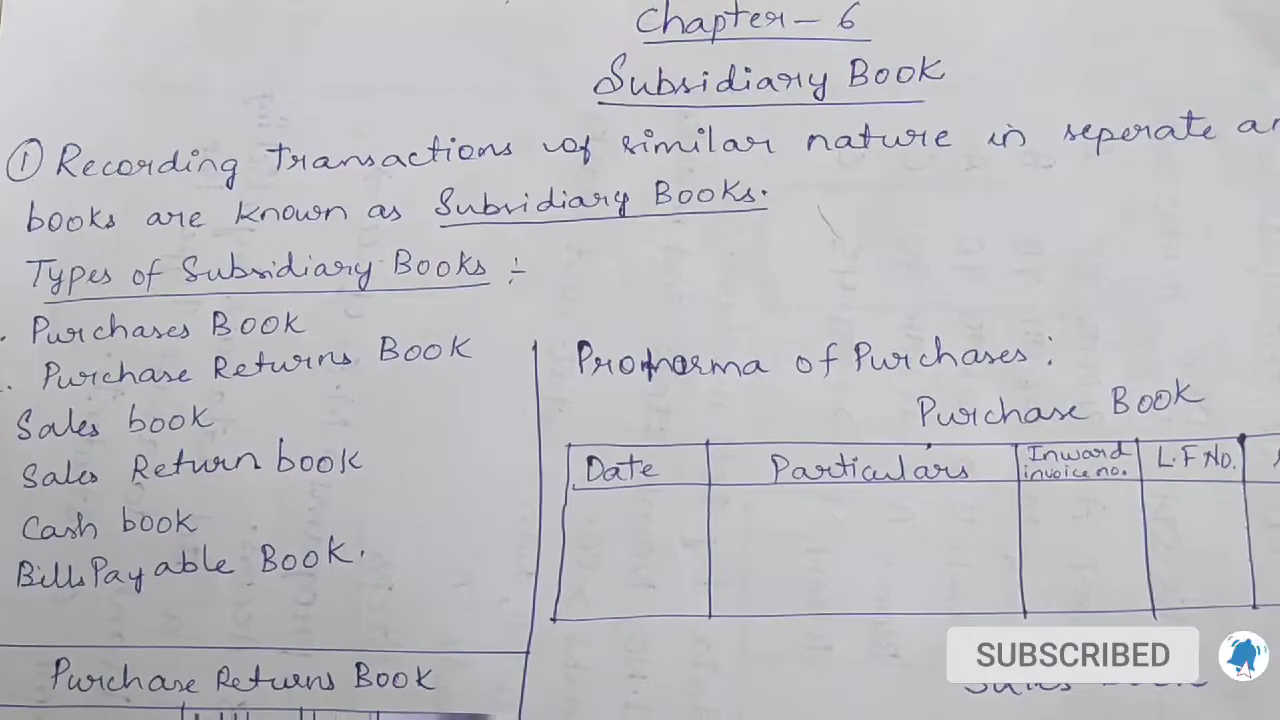 Chapter - 6
Subsidiary Book
① Recording transactions of similar nature in seperate
books are known as Subsidiary Books.
Types of Subsidiary Books :-
Purchases Book
Purchase Returns Book
Sales book
Sales Return book
Cash book
Bills Payable Book.
Proforma of Purchases :
Purchase Book
Date Particulars Inward invoice no. L.F No.
Purchase Returns Book
SUBSCRIBED